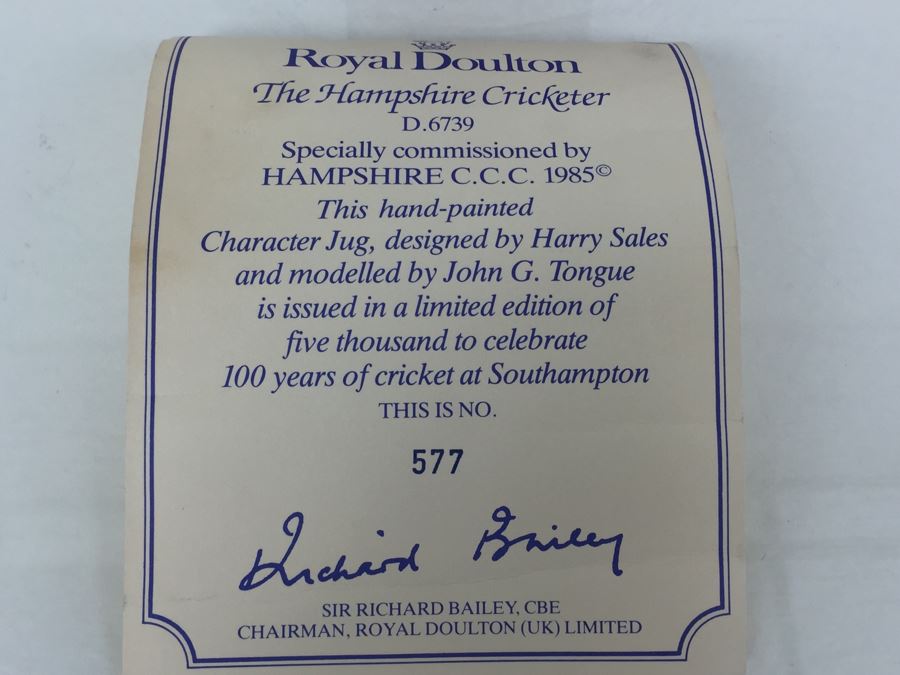 Royal Doulton
The Hampshire Cricketer
D.6739
Specially commissioned by
HAMPSHIRE C.C.C. 1985©
This hand-painted
Character Jug, designed by Harry Sales
and modelled by John G. Tongue
is issued in a limited edition of
five thousand to celebrate
100 years of cricket at Southampton
THIS IS NO.
577
Richard Bailey
SIR RICHARD BAILEY, CBE
CHAIRMAN, ROYAL DOULTON (UK) LIMITED